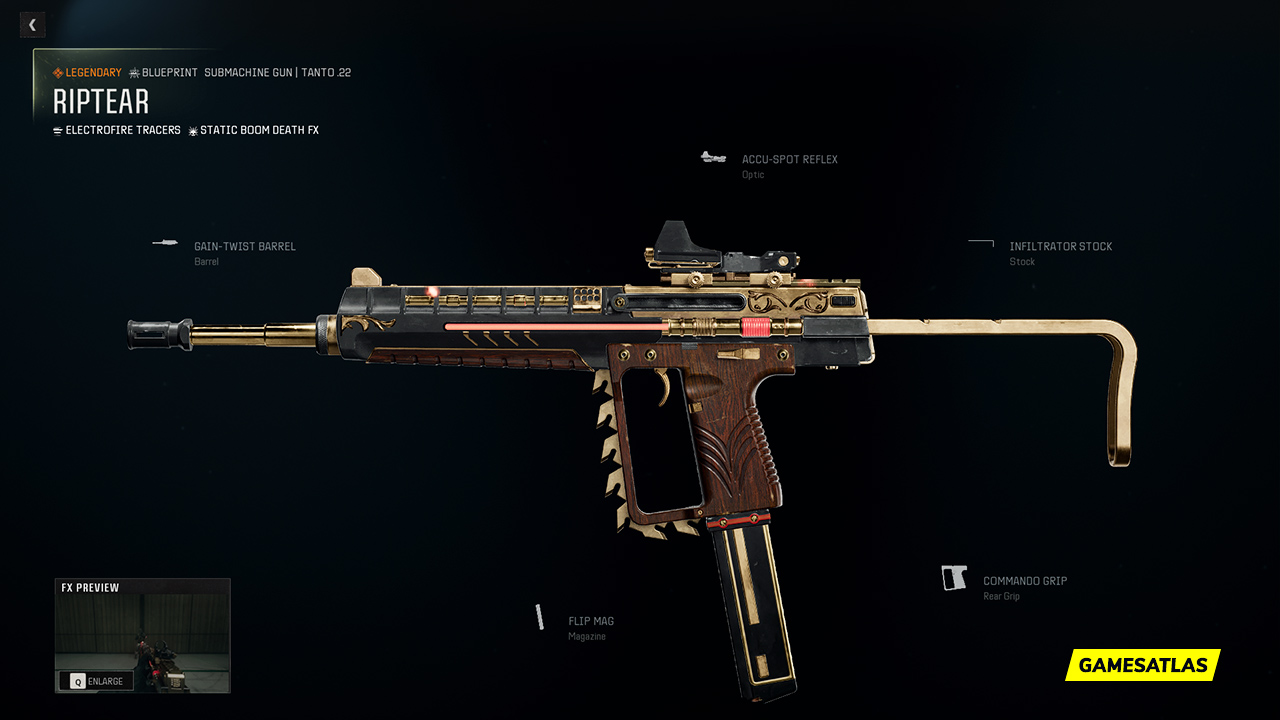 LEGENDARY BLUEPRINT SUBMACHINE GUN | TANTO .22
RIPTEAR
ELECTROFIRE TRACERS STATIC BOOM DEATH FX
ACCU-SPOT REFLEX
Optic
GAIN-TWIST BARREL
Barrel
INFILTRATOR STOCK
Stock
FX PREVIEW
Q ENLARGE
FLIP MAG
Magazine
COMMANDO GRIP
Rear Grip
GAMESATLAS